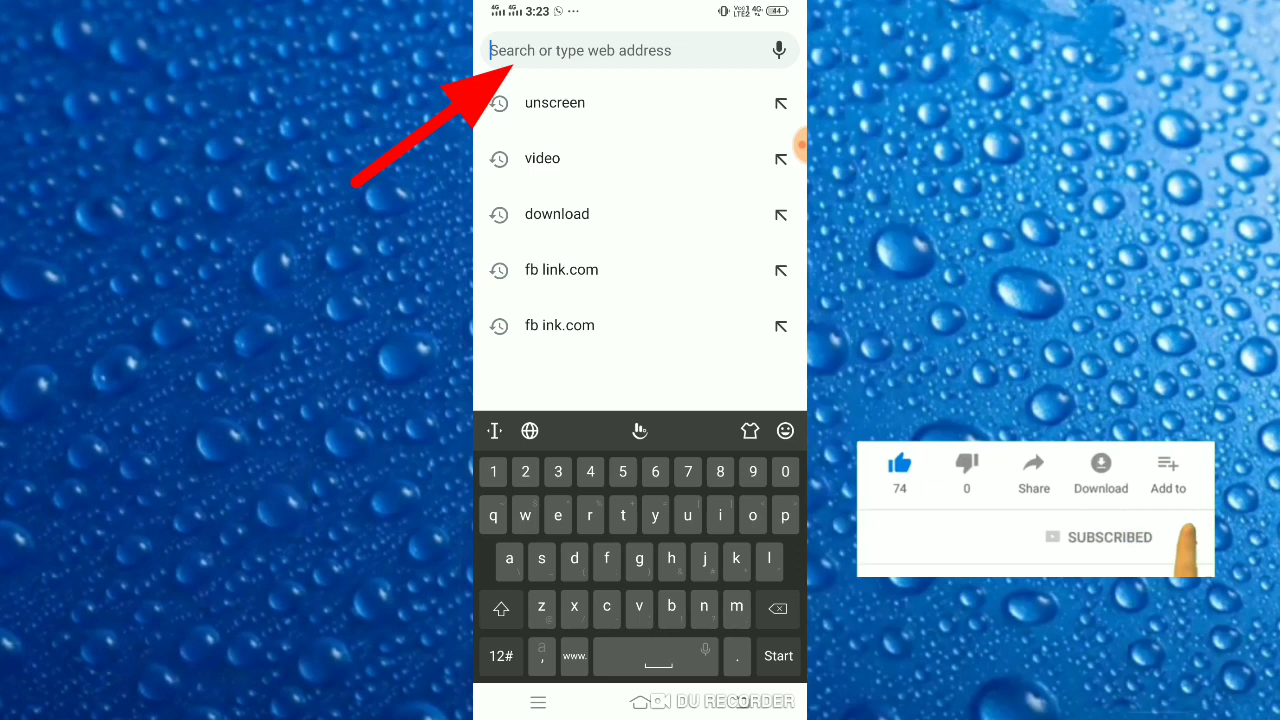 4G 4G 3:23 ... Vo)) LTE2 4G 44
Search or type web address
unscreen
video
download
fb link.com
fb ink.com
1 2 3 4 5 6 7 8 9 0
q w e r t y u i o p
a s d f g h j k l
z x c v b n m
12# , www. . Start
DU RECORDER
74 0 Share Download Add to
SUBSCRIBED